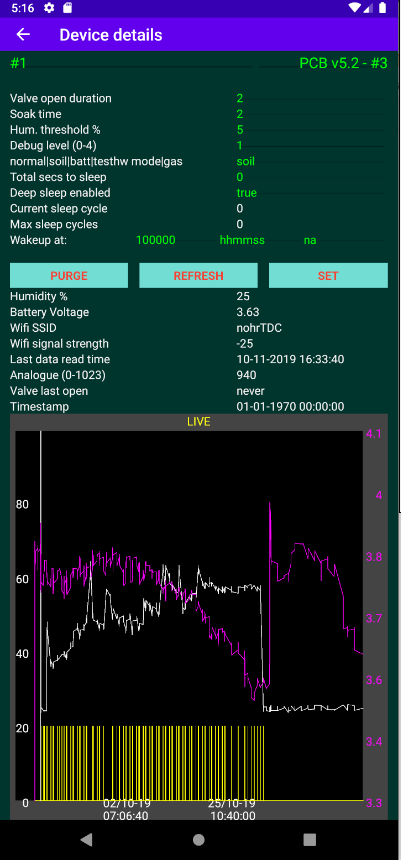 5:16
Device details
#1 PCB v5.2 - #3
Valve open duration 2
Soak time 2
Hum. threshold % 5
Debug level (0-4) 1
normal|soil|batt|testhw mode|gas soil
Total secs to sleep 0
Deep sleep enabled true
Current sleep cycle 0
Max sleep cycles 0
Wakeup at: 100000 hhmmss na
PURGE REFRESH SET
Humidity % 25
Battery Voltage 3.63
Wifi SSID nohrTDC
Wifi signal strength -25
Last data read time 10-11-2019 16:33:40
Analogue (0-1023) 940
Valve last open never
Timestamp 01-01-1970 00:00:00
LIVE
4.1
80 4
3.8
60
3.7
40 3.6
20 3.4
0 3.3
02/10-19 25/10-19
07:06:40 10:40:00